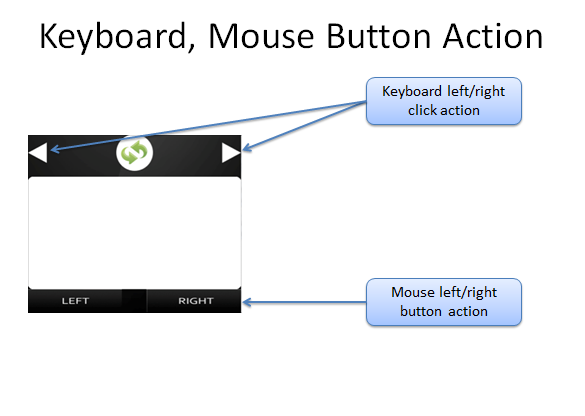 Keyboard, Mouse Button Action
Keyboard left/right
click action
LEFT
RIGHT
Mouse left/right
button action